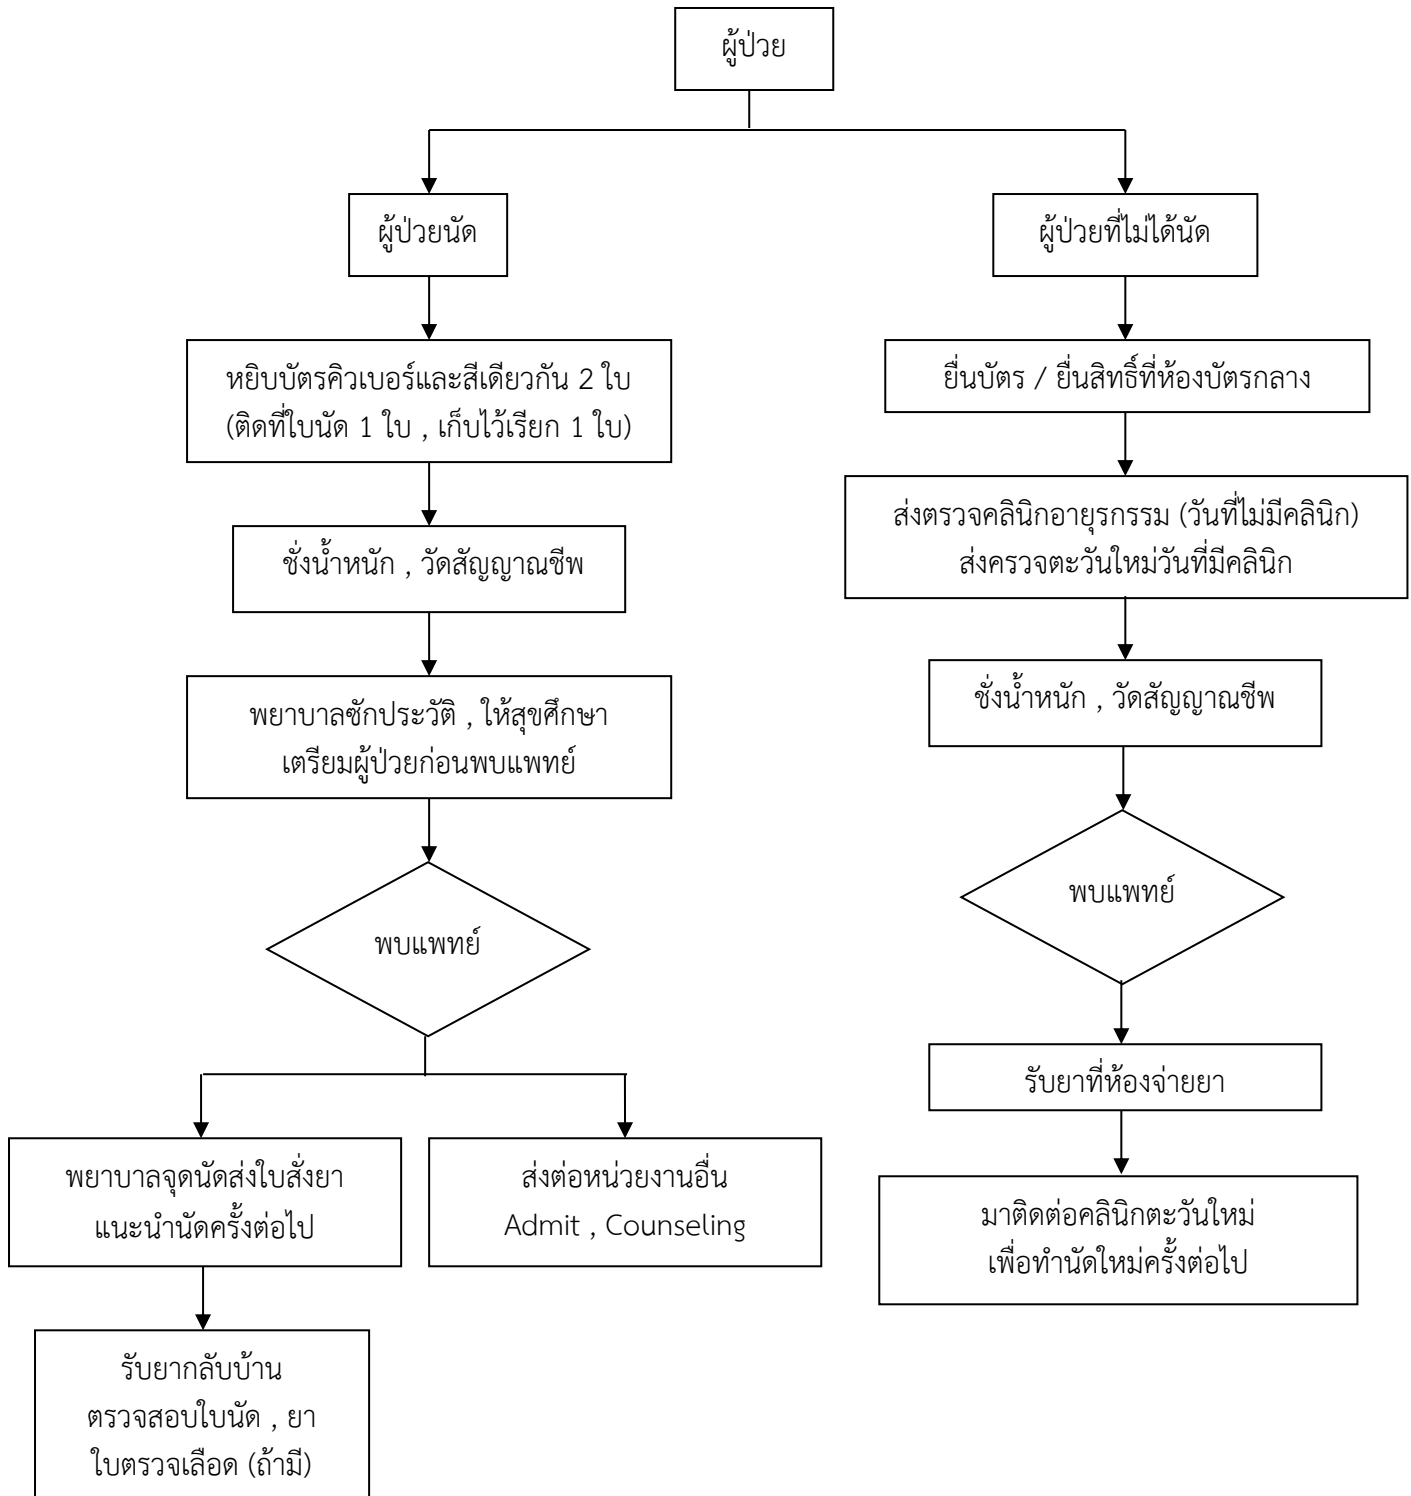 ผู้ป่วย
ผู้ป่วยนัด
ผู้ป่วยที่ไม่ได้นัด
หยิบบัตรคิวเบอร์และสีเดียวกัน 2 ใบ
(ติดที่ใบนัด 1 ใบ , เก็บไว้เรียก 1 ใบ)
ยื่นบัตร / ยื่นสิทธิ์ที่ห้องบัตรกลาง
ส่งตรวจคลินิกอายุรกรรม (วันที่ไม่มีคลินิก)
ส่งครวจตะวันใหม่วันที่มีคลินิก
ชั่งน้ำหนัก , วัดสัญญาณชีพ
ชั่งน้ำหนัก , วัดสัญญาณชีพ
พยาบาลซักประวัติ , ให้สุขศึกษา
เตรียมผู้ป่วยก่อนพบแพทย์
พบแพทย์
พบแพทย์
รับยาที่ห้องจ่ายยา
พยาบาลจุดนัดส่งใบสั่งยา
แนะนำนัดครั้งต่อไป
ส่งต่อหน่วยงานอื่น
Admit , Counseling
มาติดต่อคลินิกตะวันใหม่
เพื่อทำนัดใหม่ครั้งต่อไป
รับยากลับบ้าน
ตรวจสอบใบนัด , ยา
ใบตรวจเลือด (ถ้ามี)